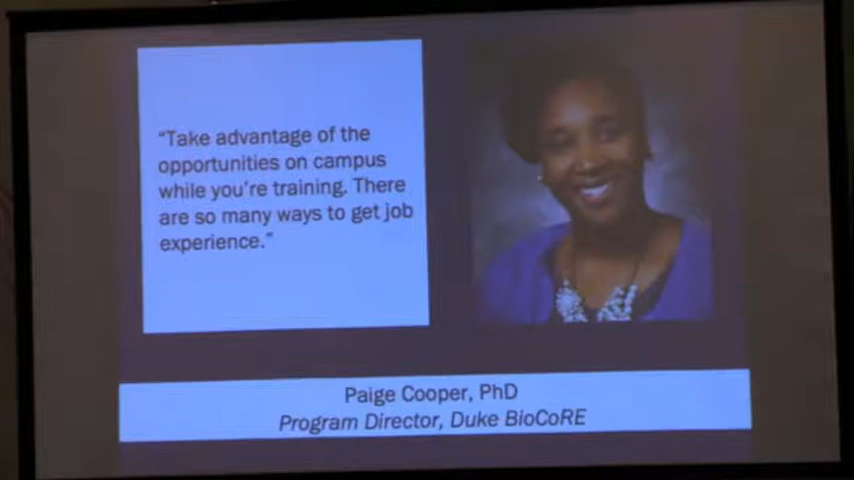 “Take advantage of the
opportunities on campus
while you’re training. There
are so many ways to get job
experience.”
Paige Cooper, PhD
Program Director, Duke BioCoRE